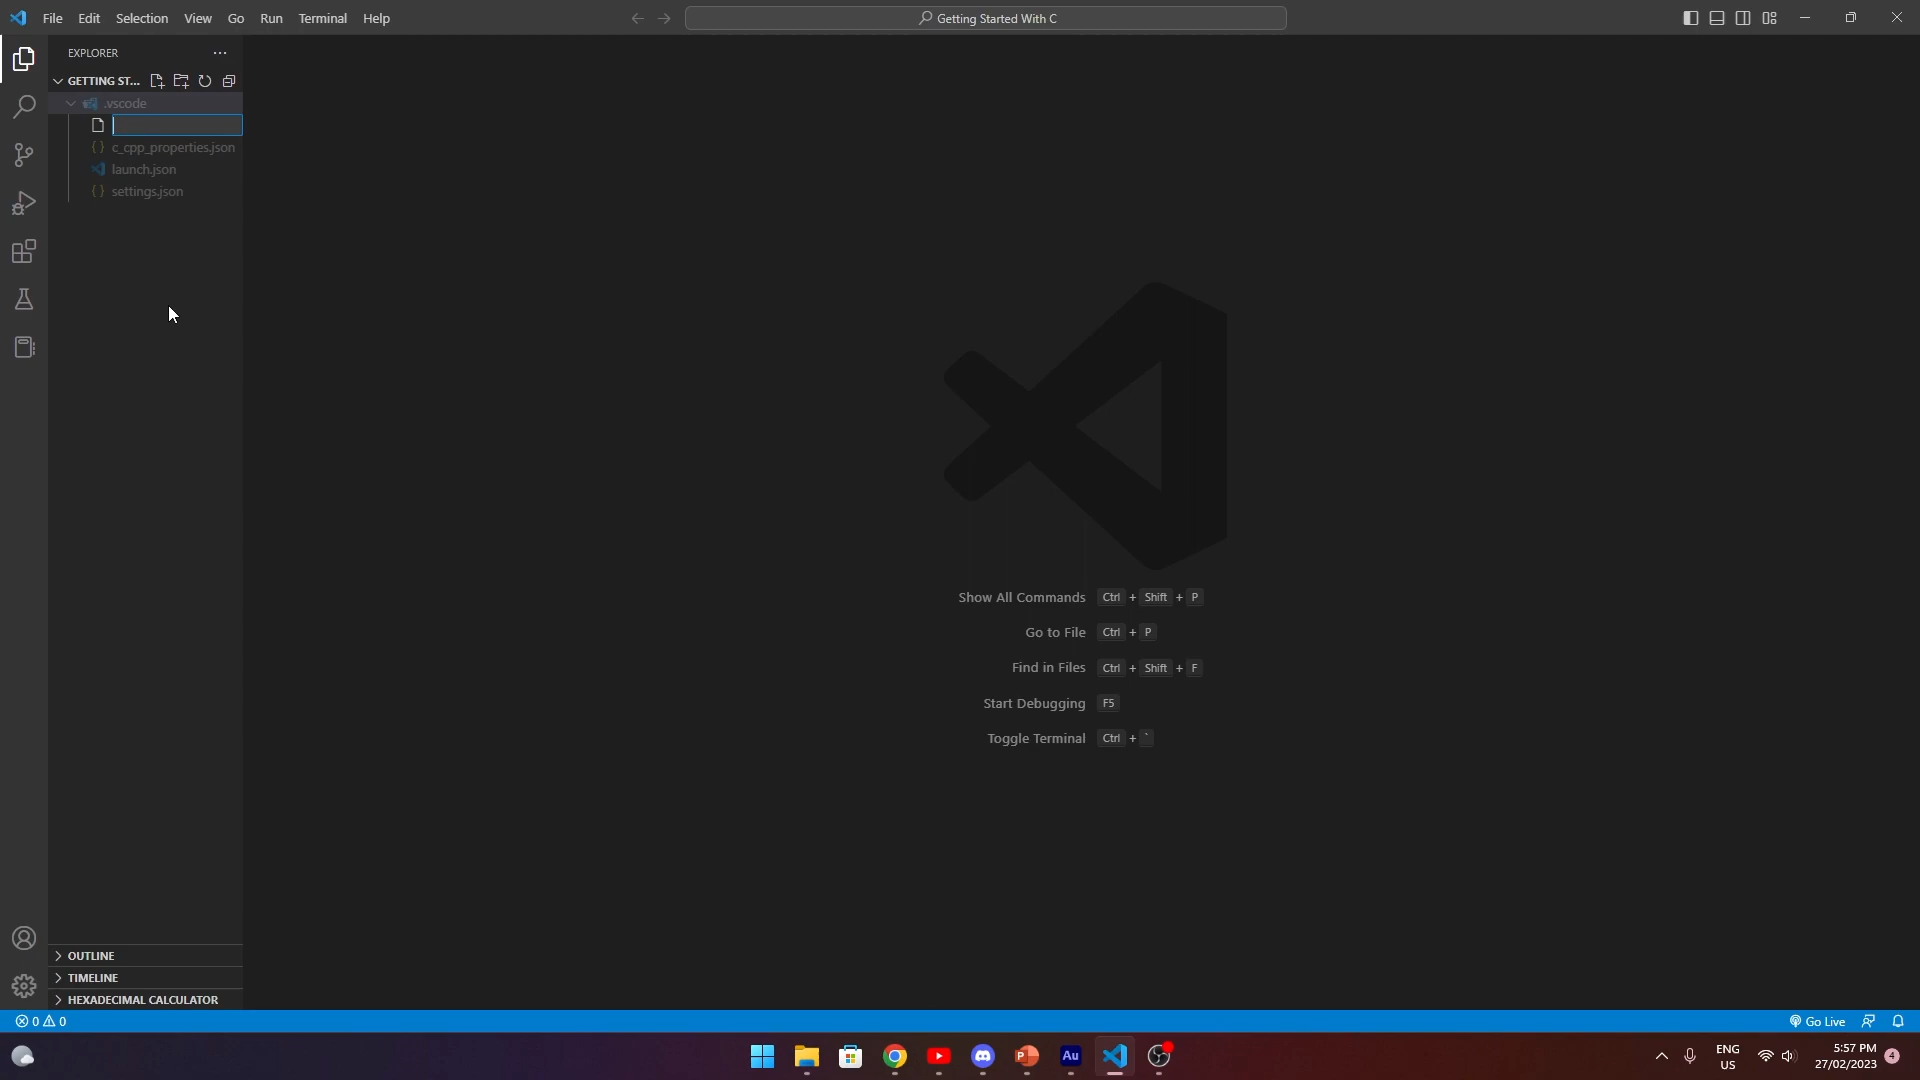 File Edit Selection View Go Run Terminal Help
Getting Started With C
EXPLORER
GETTING ST...
.vscode
c_cpp_properties.json
launch.json
settings.json
Show All Commands Ctrl + Shift + P
Go to File Ctrl + P
Find in Files Ctrl + Shift + F
Start Debugging F5
Toggle Terminal Ctrl + `
OUTLINE
TIMELINE
HEXADECIMAL CALCULATOR
0 0
Go Live
P
Au
ENG
US
5:57 PM
27/02/2023
4